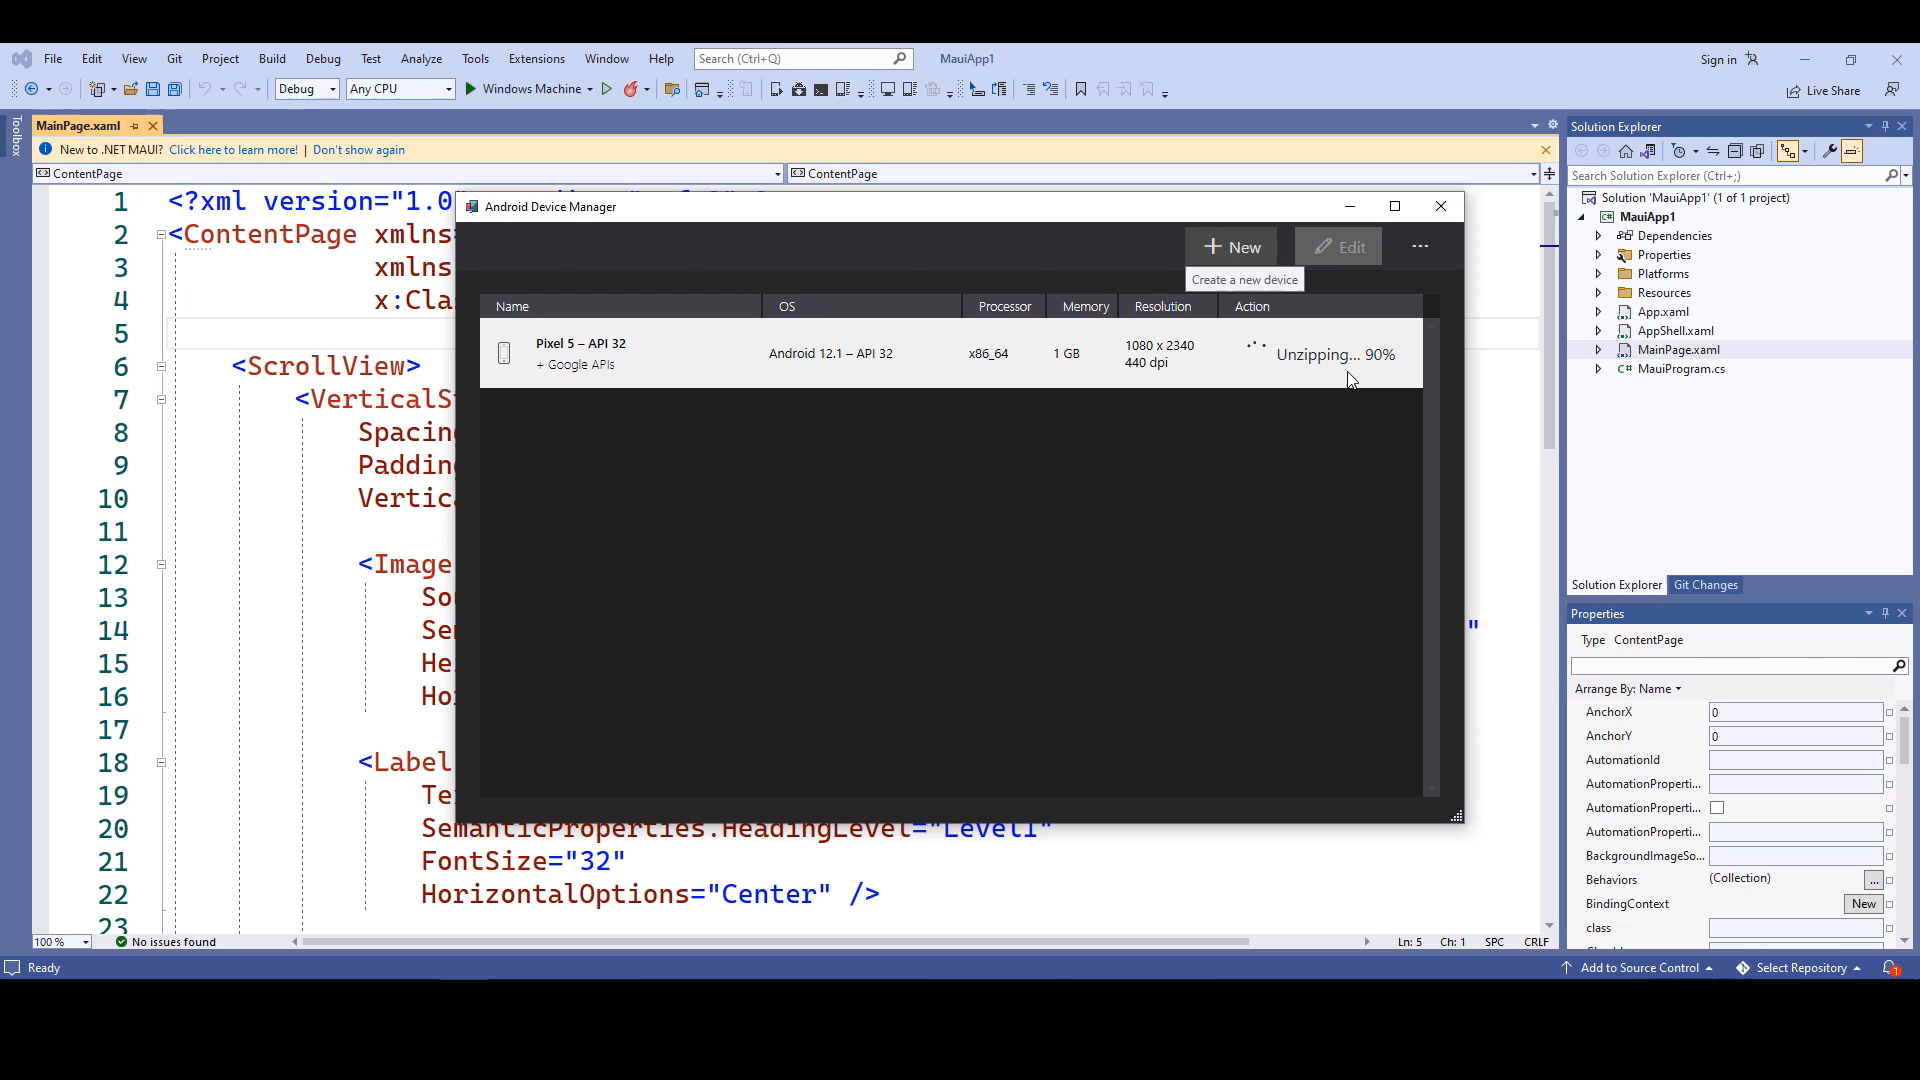 File Edit View Git Project Build Debug Test Analyze Tools Extensions Window Help Search (Ctrl+Q) MauiApp1 Sign in
Debug Any CPU Windows Machine Live Share
Toolbox
MainPage.xaml
New to .NET MAUI? Click here to learn more! | Don't show again
ContentPage ContentPage
1 <?xml version="1.0"
2 <ContentPage xmlns=
3 xmlns
4 x:Cla
5
6 <ScrollView>
7 <VerticalS
8 Spacing
9 Padding
10 Vertica
11
12 <Image
13 Sou
14 Sem "
15 Hei
16 Hor
17
18 <Label
19 Te
20 SemanticProperties.HeadingLevel="Level1"
21 FontSize="32"
22 HorizontalOptions="Center" />
23
100 % No issues found Ln: 5 Ch: 1 SPC CRLF
Ready Add to Source Control Select Repository 1
Android Device Manager
New Edit ...
Create a new device
Name OS Processor Memory Resolution Action
Pixel 5 – API 32
+ Google APIs
Android 12.1 – API 32 x86_64 1 GB
1080 x 2340
440 dpi
Unzipping... 90%
Solution Explorer
Search Solution Explorer (Ctrl+;)
Solution 'MauiApp1' (1 of 1 project)
MauiApp1
Dependencies
Properties
Platforms
Resources
App.xaml
AppShell.xaml
MainPage.xaml
C# MauiProgram.cs
Solution Explorer Git Changes
Properties
Type ContentPage
Arrange By: Name
AnchorX 0
AnchorY 0
AutomationId
AutomationProperti...
AutomationProperti...
AutomationProperti...
BackgroundImageSo...
Behaviors (Collection) ...
BindingContext New
class